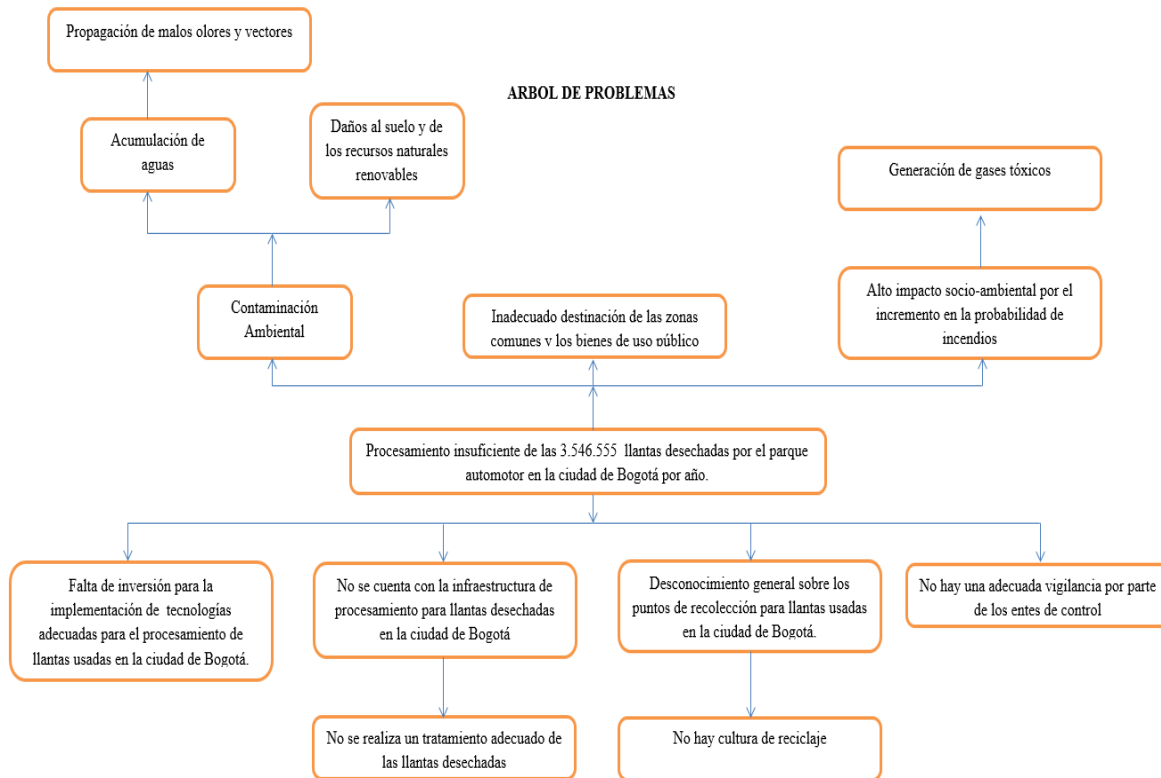 Propagación de malos olores y vectores
ARBOL DE PROBLEMAS
Acumulación de
aguas
Daños al suelo y de
los recursos naturales
renovables
Generación de gases tóxicos
Contaminación
Ambiental
Inadecuado destinación de las zonas
comunes y los bienes de uso público
Alto impacto socio-ambiental por el
incremento en la probabilidad de
incendios
Procesamiento insuficiente de las 3.546.555 llantas desechadas por el parque
automotor en la ciudad de Bogotá por año.
Falta de inversión para la
implementación de tecnologías
adecuadas para el procesamiento de
llantas usadas en la ciudad de Bogotá.
No se cuenta con la infraestructura de
procesamiento para llantas desechadas
en la ciudad de Bogotá
Desconocimiento general sobre los
puntos de recolección para llantas usadas
en la ciudad de Bogotá.
No hay una adecuada vigilancia por parte
de los entes de control
No se realiza un tratamiento adecuado de
las llantas desechadas
No hay cultura de reciclaje